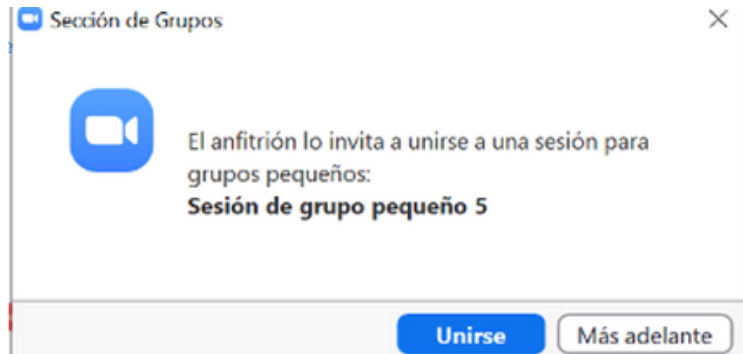 Sección de Grupos
El anfitrión lo invita a unirse a una sesión para
grupos pequeños:
Sesión de grupo pequeño 5
Unirse
Más adelante